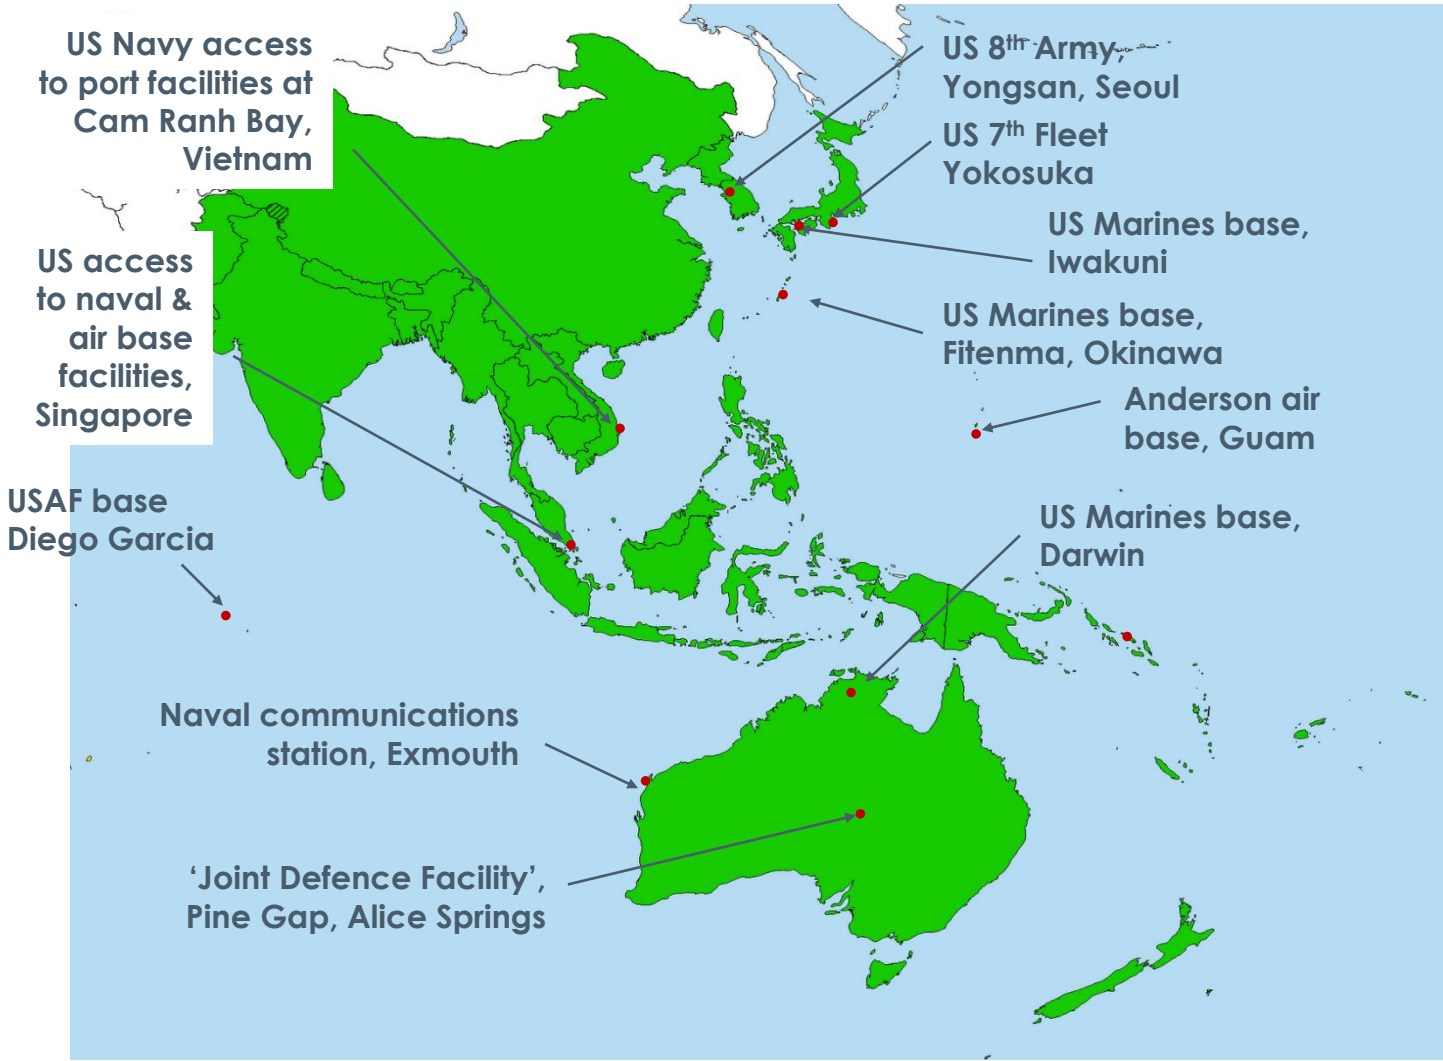 US Navy access
to port facilities at
Cam Ranh Bay,
Vietnam
US 8th Army,
Yongsan, Seoul
US 7th Fleet
Yokosuka
US Marines base,
Iwakuni
US access
to naval &
air base
facilities,
Singapore
US Marines base,
Fitenma, Okinawa
Anderson air
base, Guam
USAF base
Diego Garcia
US Marines base,
Darwin
Naval communications
station, Exmouth
‘Joint Defence Facility’,
Pine Gap, Alice Springs